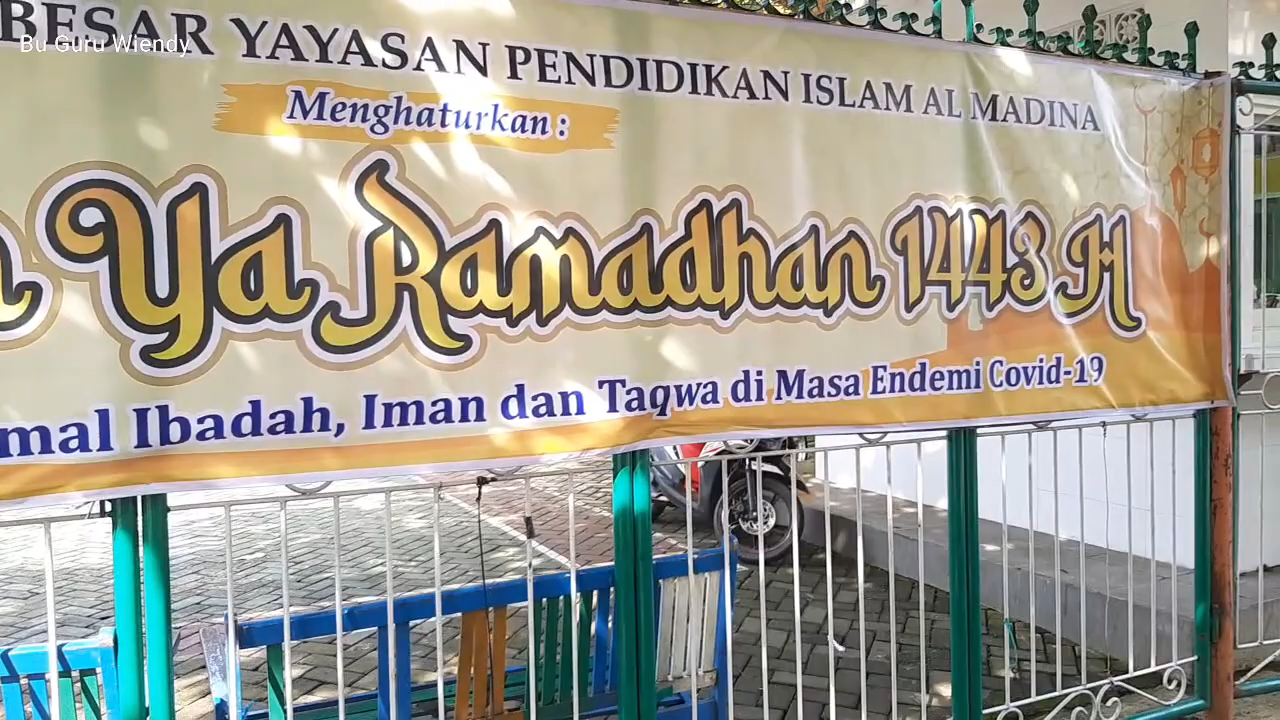 Bu Guru Wiendy
BESAR YAYASAN PENDIDIKAN ISLAM AL MADINA
Menghaturkan :
Ya Ramadhan 1443 H
mal Ibadah, Iman dan Taqwa di Masa Endemi Covid-19